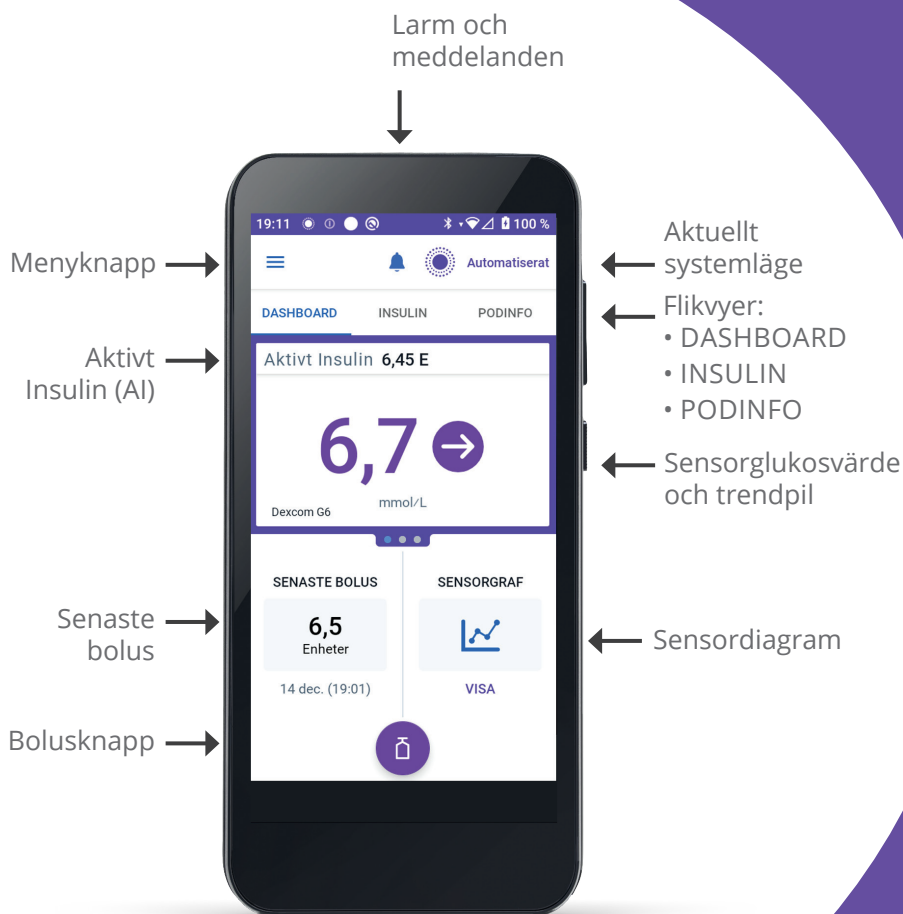 Larm och
meddelanden
Menyknapp
Aktivt
Insulin (AI)
Senaste
bolus
Bolusknapp
19:11
100 %
Automatiserat
DASHBOARD
INSULIN
PODINFO
Aktivt Insulin 6,45 E
6,7
mmol/L
Dexcom G6
SENASTE BOLUS
SENSORGRAF
6,5
Enheter
14 dec. (19:01)
VISA
Aktuellt
systemläge
Flikvyer:
• DASHBOARD
• INSULIN
• PODINFO
Sensorglukosvärde
och trendpil
Sensordiagram